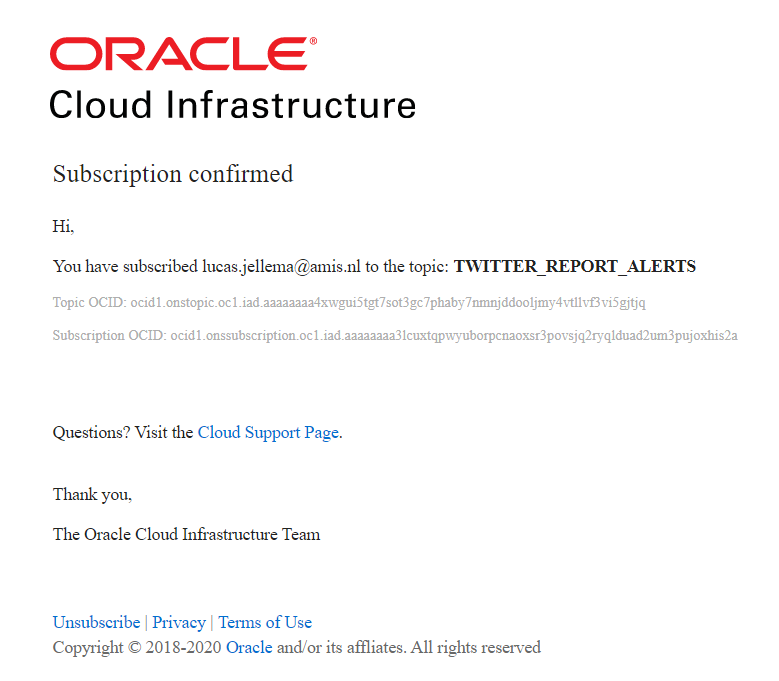 ORACLE®
Cloud Infrastructure
Subscription confirmed
Hi,
You have subscribed lucas.jellema@amis.nl to the topic: TWITTER_REPORT_ALERTS
Topic OCID: ocid1.onstopic.oc1.iad.aaaaaaaa4xwgui5tgt7sot3gc7phaby7nmnjddooljmy4vtllvf3vi5gjtjq
Subscription OCID: ocid1.onssubscription.oc1.iad.aaaaaaaa3lcuxtqpwyuborpcnaoxsr3povsjq2ryqlduad2um3pujoxhis2a
Questions? Visit the Cloud Support Page.
Thank you,
The Oracle Cloud Infrastructure Team
Unsubscribe | Privacy | Terms of Use
Copyright © 2018-2020 Oracle and/or its affliates. All rights reserved